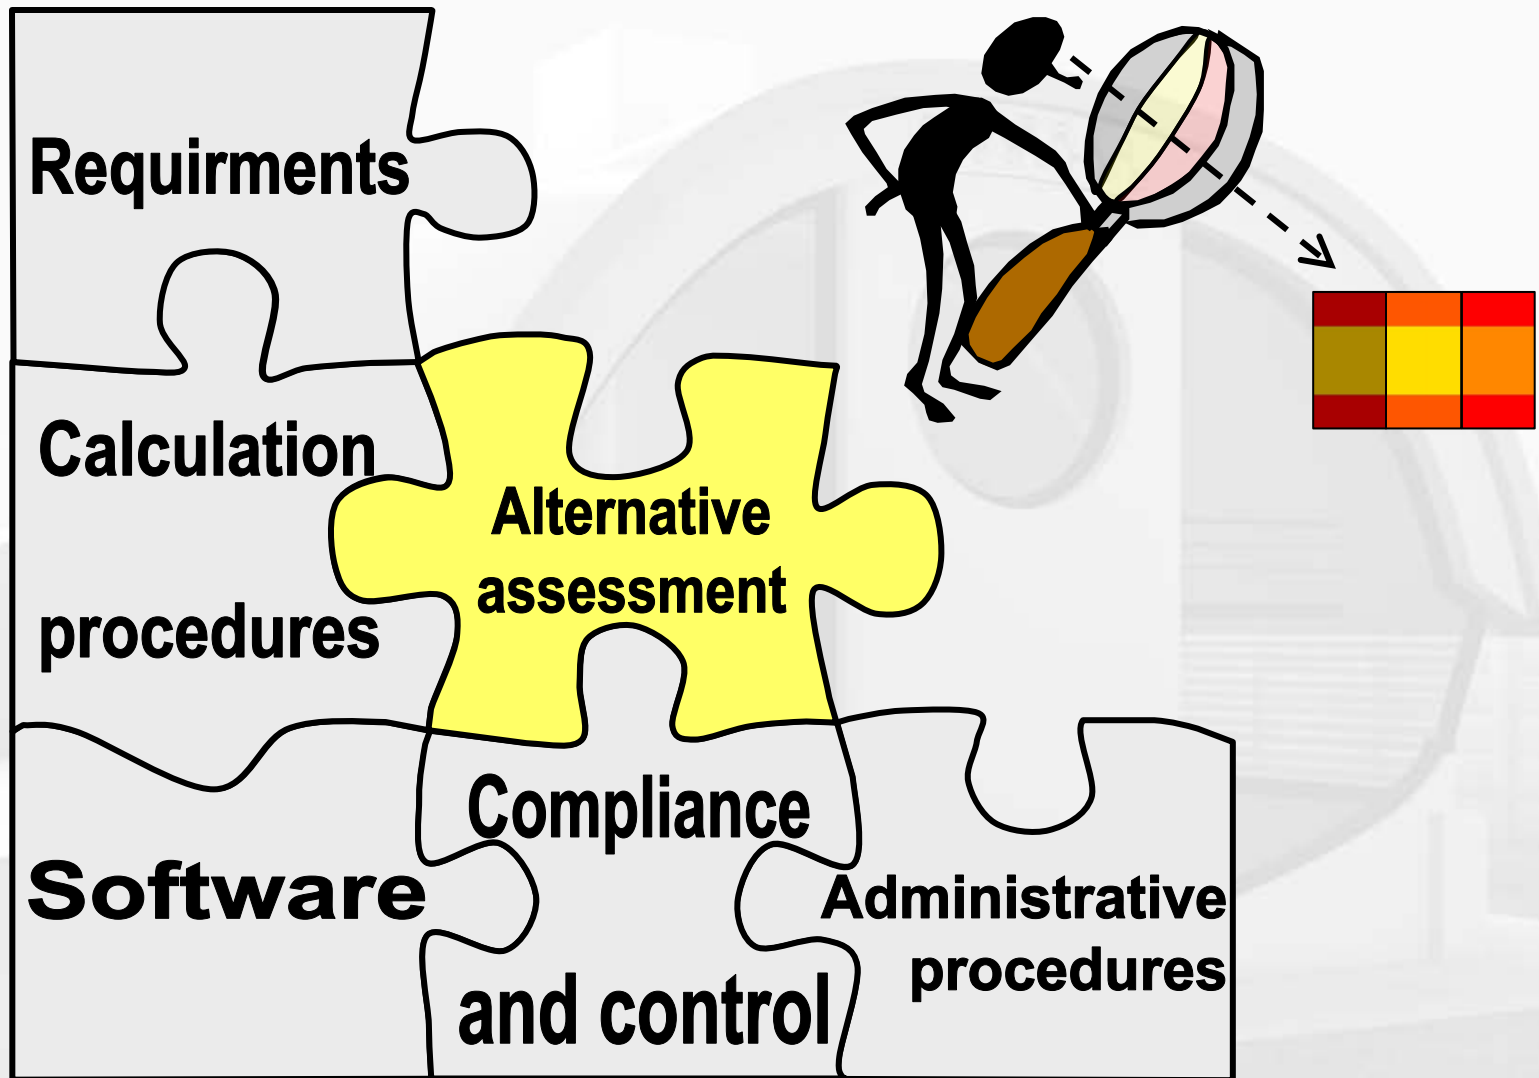 Requirments
Calculation
procedures
Alternative
assessment
Software
Compliance
and control
Administrative
procedures